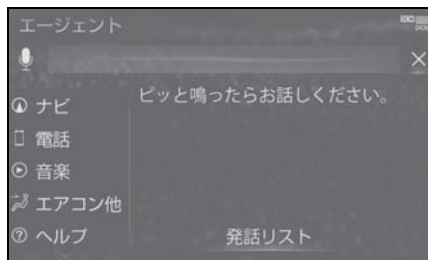 エージェント
ピッと鳴ったらお話しください。
ナビ
電話
音楽
エアコン他
ヘルプ
発話リスト